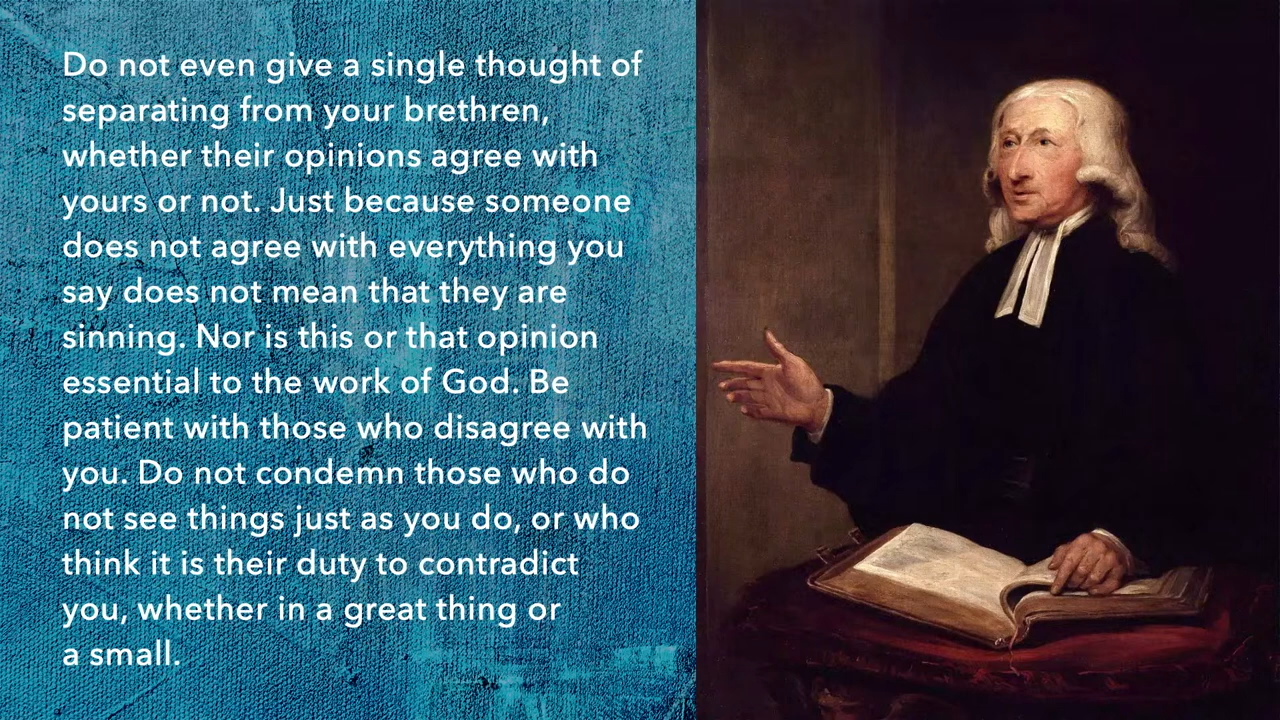 Do not even give a single thought of
separating from your brethren,
whether their opinions agree with
yours or not. Just because someone
does not agree with everything you
say does not mean that they are
sinning. Nor is this or that opinion
essential to the work of God. Be
patient with those who disagree with
you. Do not condemn those who do
not see things just as you do, or who
think it is their duty to contradict
you, whether in a great thing or
a small.